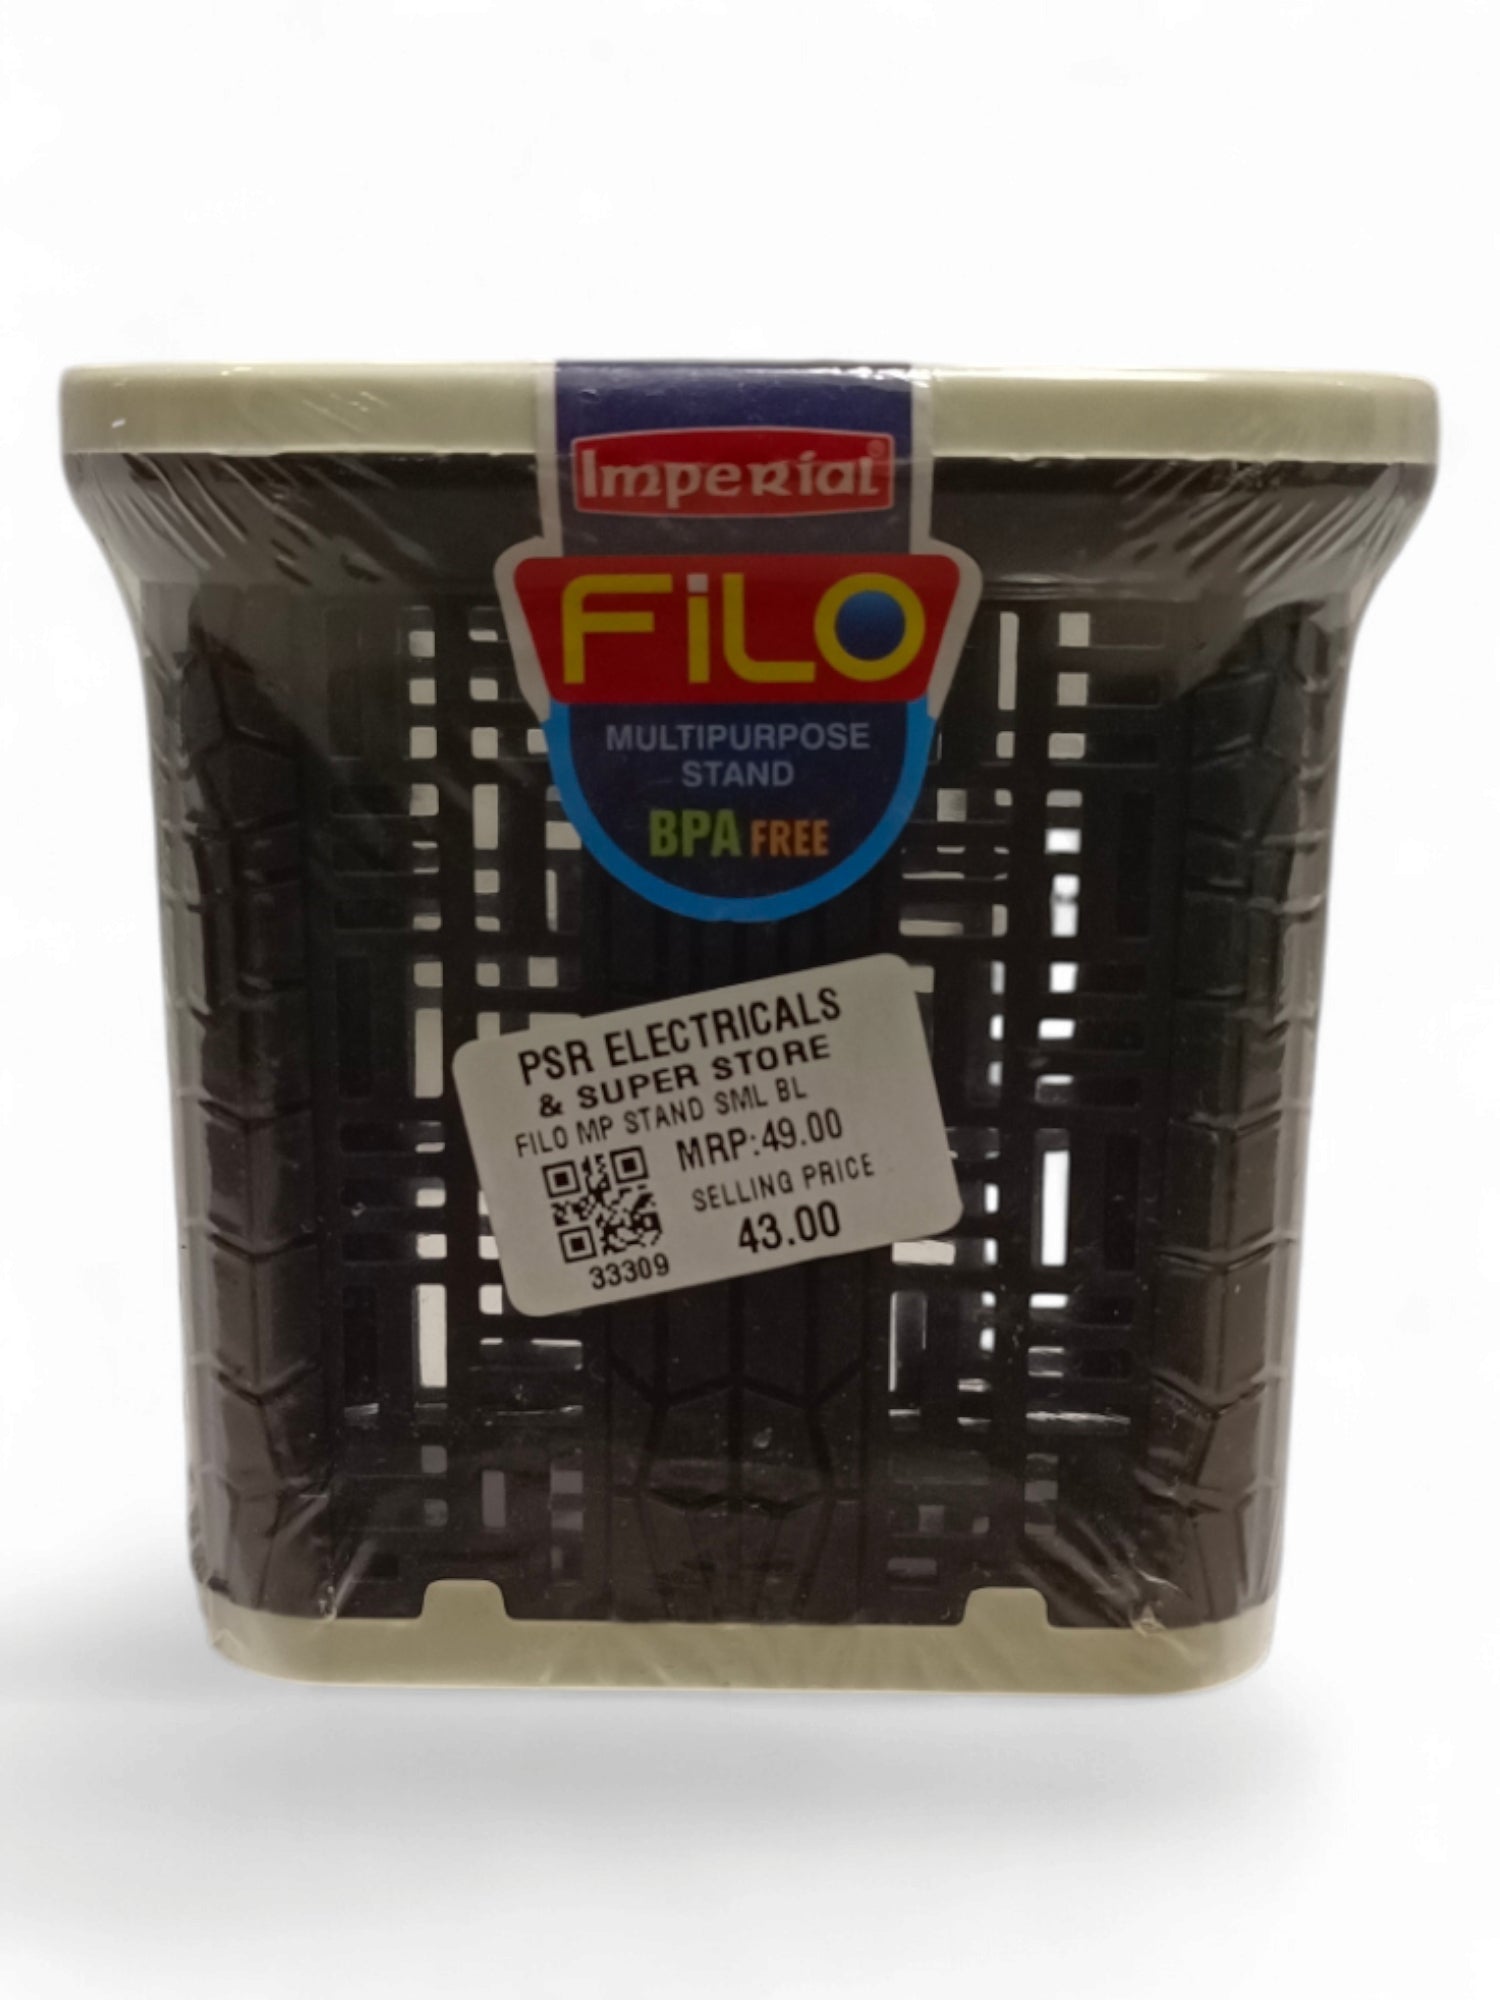 Imperial®
FiLO
MULTIPURPOSE
STAND
BPA FREE
PSR ELECTRICALS
& SUPER STORE
FILO MP STAND SML BL
MRP:49.00
SELLING PRICE
43.00
33309